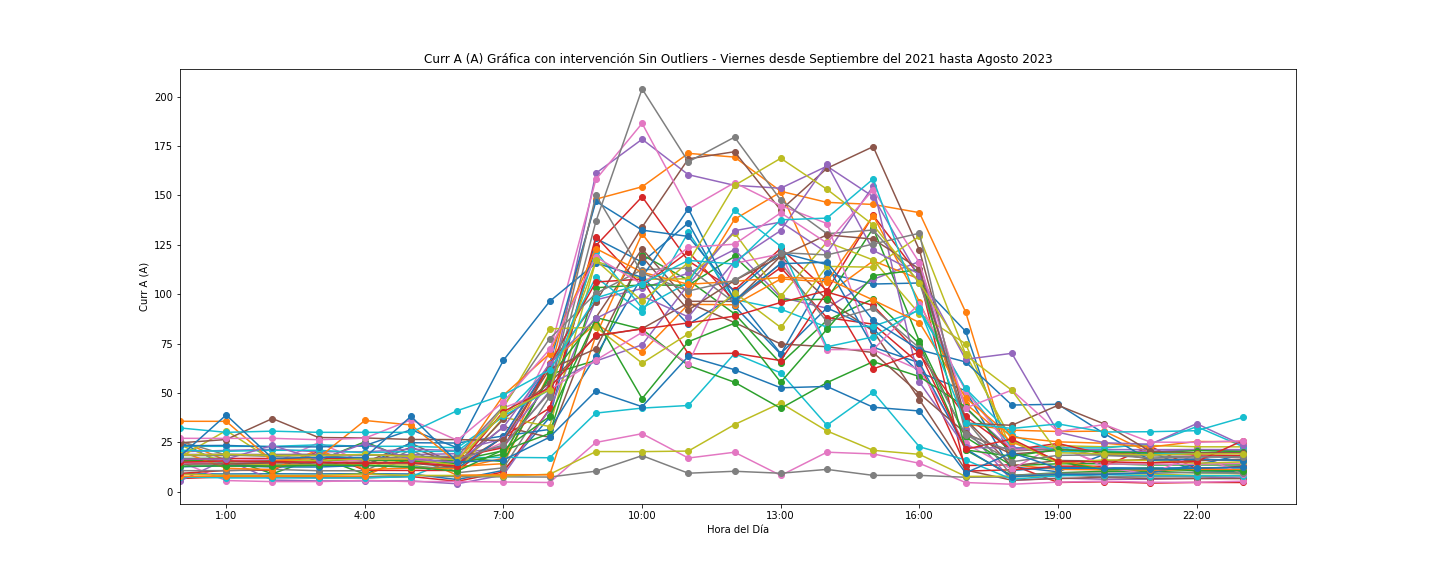 Curr A (A) Gráfica con intervención Sin Outliers - Viernes desde Septiembre del 2021 hasta Agosto 2023
200
175
150
125
100
75
50
25
0
Curr A (A)
1:00 4:00 7:00 10:00 13:00 16:00 19:00 22:00
Hora del Día